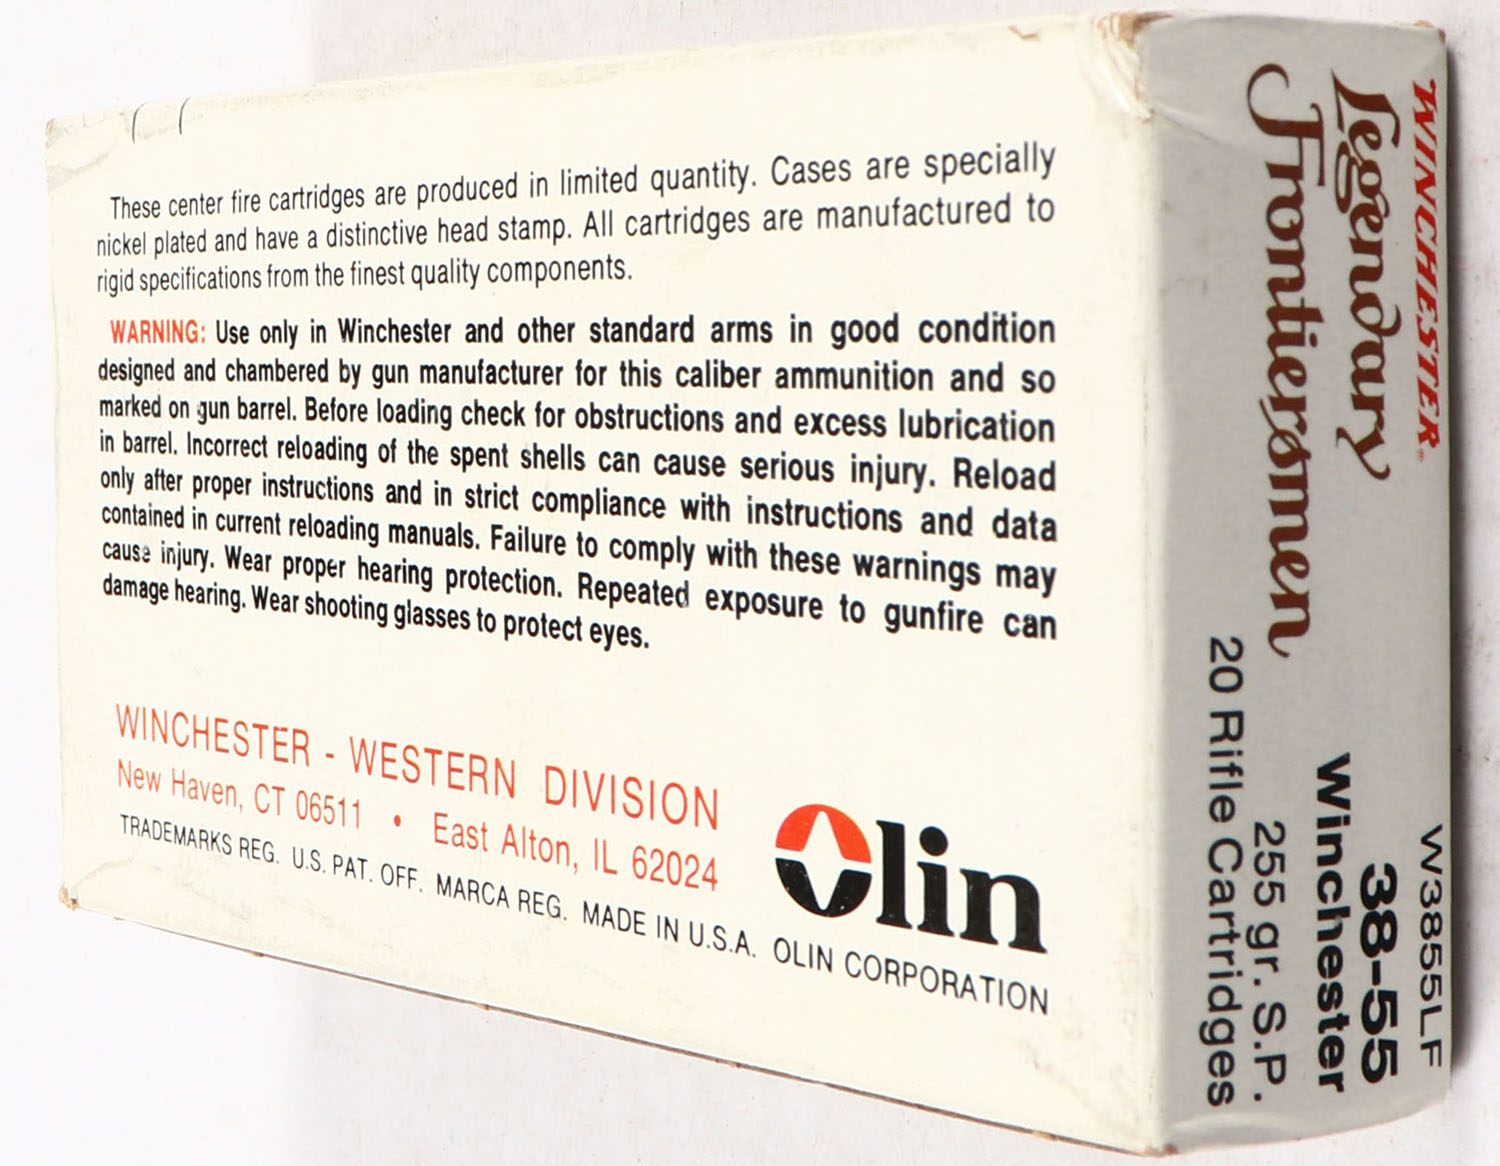 These center fire cartridges are produced in limited quantity. Cases are specially
nickel plated and have a distinctive head stamp. All cartridges are manufactured to
rigid specifications from the finest quality components.
WARNING: Use only in Winchester and other standard arms in good condition
designed and chambered by gun manufacturer for this caliber ammunition and so
marked on gun barrel. Before loading check for obstructions and excess lubrication
in barrel. Incorrect reloading of the spent shells can cause serious injury. Reload
only after proper instructions and in strict compliance with instructions and data
contained in current reloading manuals. Failure to comply with these warnings may
cause injury. Wear proper hearing protection. Repeated exposure to gunfire can
damage hearing. Wear shooting glasses to protect eyes.
WINCHESTER - WESTERN DIVISION
New Haven, CT 06511 • East Alton, IL 62024
Olin
TRADEMARKS REG. U.S. PAT. OFF. MARCA REG. MADE IN U.S.A. OLIN CORPORATION
WINCHESTER®
Legendary
Frontiersmen
W3855LF
38-55
Winchester
255 gr. S.P.
20 Rifle Cartridges